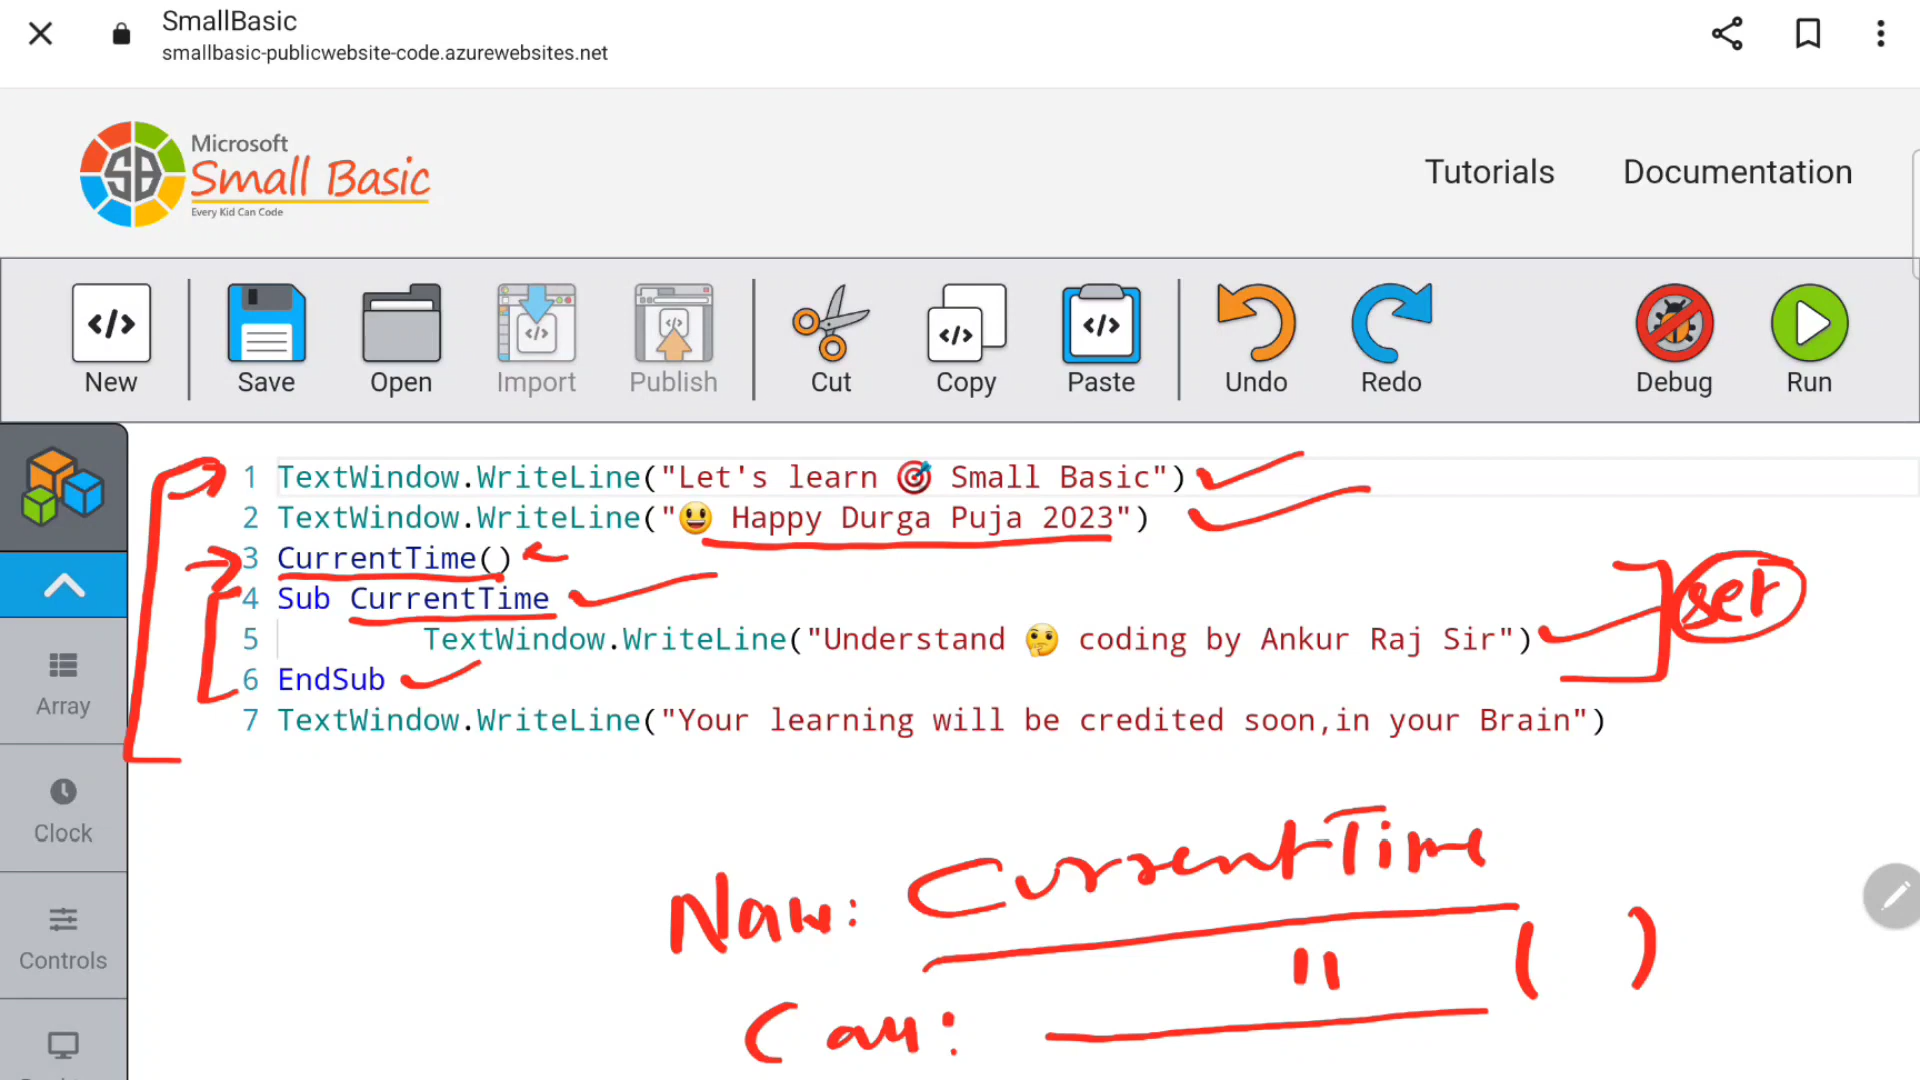 SmallBasic
smallbasic-publicwebsite-code.azurewebsites.net
Microsoft
Small Basic
Every Kid Can Code
SB
Tutorials
Documentation
New
Save
Open
Import
Publish
Cut
Copy
Paste
Undo
Redo
Debug
Run
1 TextWindow.WriteLine("Let's learn 🎯 Small Basic")
2 TextWindow.WriteLine("😃 Happy Durga Puja 2023")
3 CurrentTime()
4 Sub CurrentTime
5 TextWindow.WriteLine("Understand 🤔 coding by Ankur Raj Sir")
6 EndSub
7 TextWindow.WriteLine("Your learning will be credited soon,in your Brain")
set
Array
Clock
Controls
Name: CurrentTime
Call: " ( )